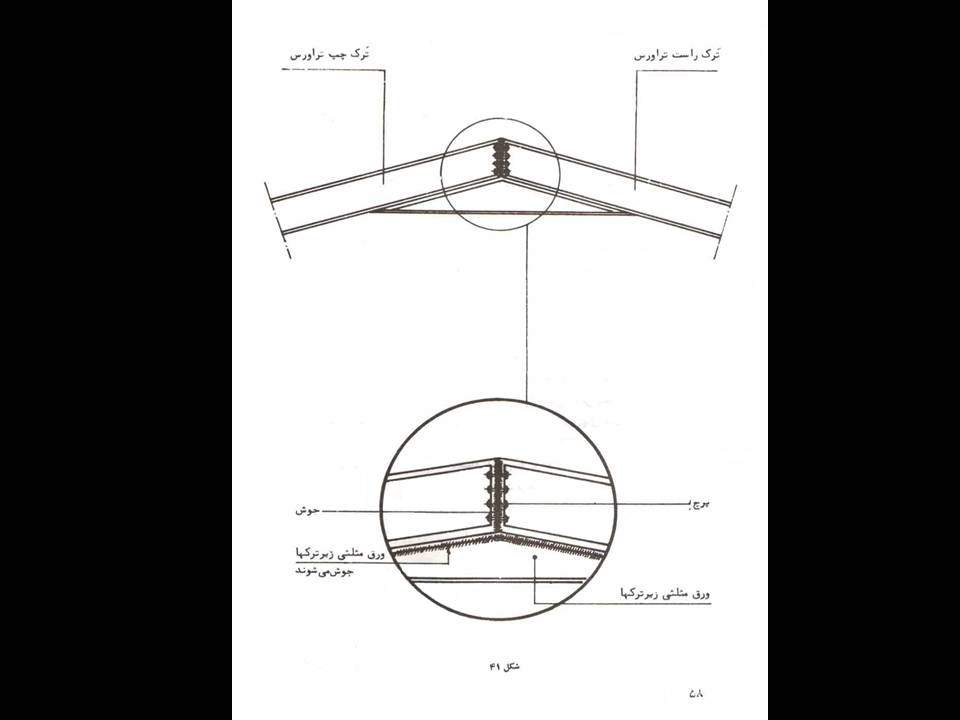 تَرک راست تراورس
تَرک چپ تراورس
پرچ
جوش
ورق مثلثی زیرترکها
جوش‌می‌شوند
ورق مثلثی زیرترکها
شکل ۴۱
۵۸